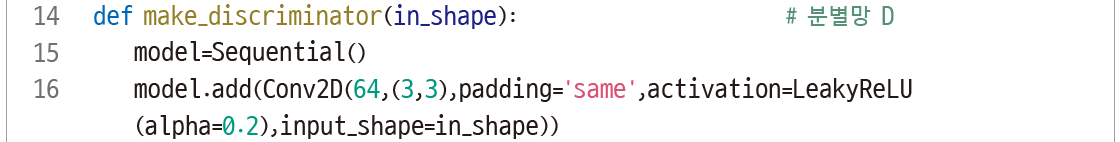 14 def make_discriminator(in_shape): # 분별망 D
15 model=Sequential()
16 model.add(Conv2D(64,(3,3),padding='same',activation=LeakyReLU
(alpha=0.2),input_shape=in_shape))